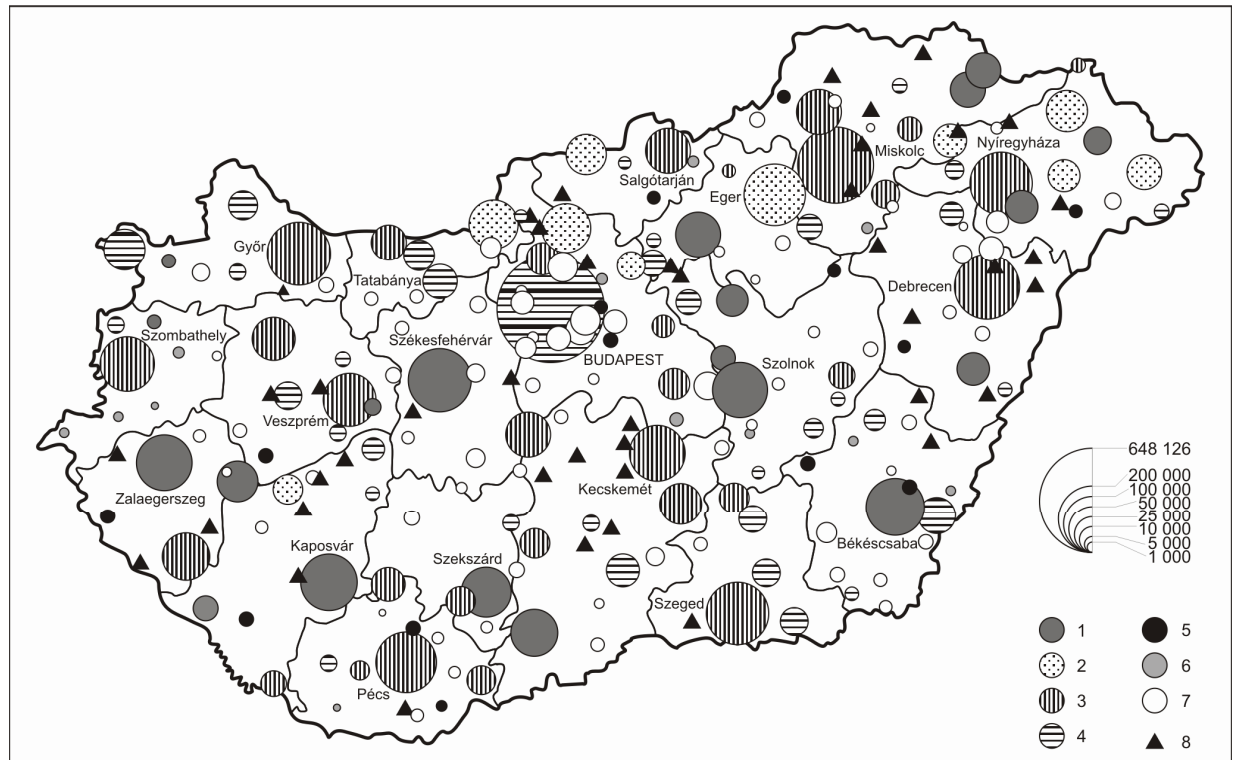 Miskolc
Nyíregyháza
Salgótarján
Eger
Győr
Tatabánya
Debrecen
Szombathely
Székesfehérvár
BUDAPEST
Szolnok
Veszprém
Zalaegerszeg
Kecskemét
Békéscsaba
Kaposvár
Szekszárd
Szeged
Pécs
648 126
200 000
100 000
50 000
25 000
10 000
5 000
1 000
1
2
3
4
5
6
7
8